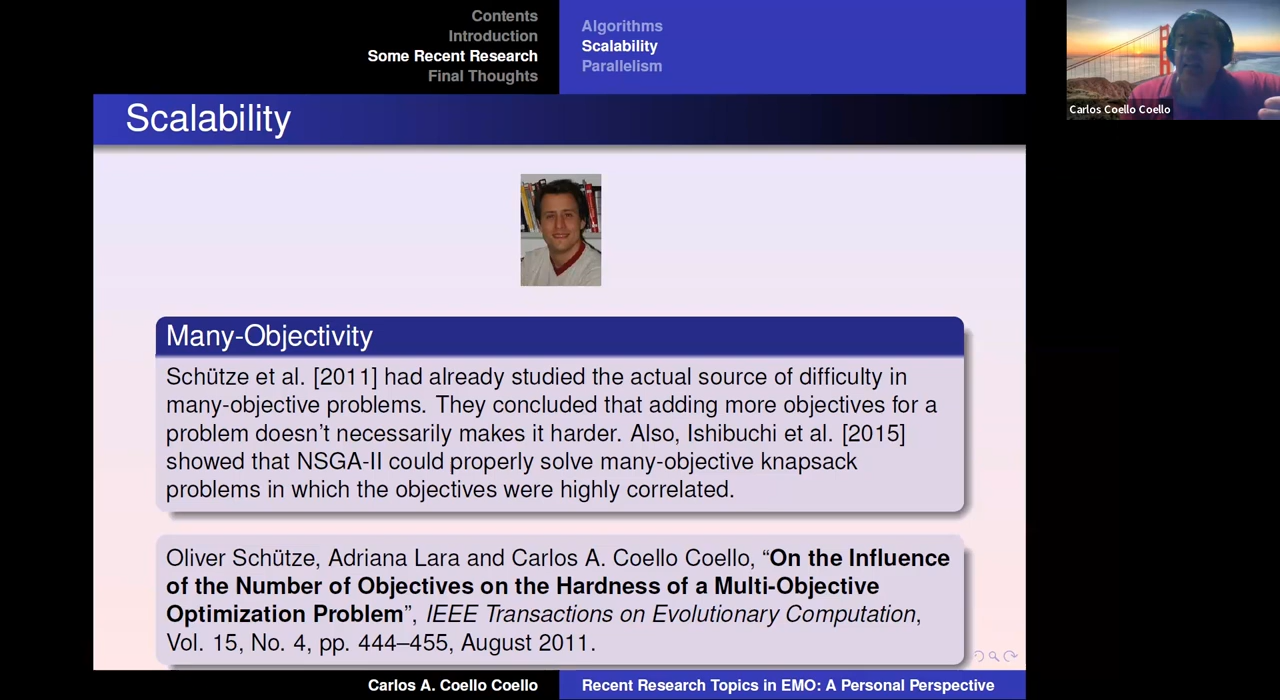 Contents
Introduction
Some Recent Research
Final Thoughts
Algorithms
Scalability
Parallelism
Carlos Coello Coello
Scalability
Many-Objectivity
Schütze et al. [2011] had already studied the actual source of difficulty in
many-objective problems. They concluded that adding more objectives for a
problem doesn’t necessarily makes it harder. Also, Ishibuchi et al. [2015]
showed that NSGA-II could properly solve many-objective knapsack
problems in which the objectives were highly correlated.
Oliver Schütze, Adriana Lara and Carlos A. Coello Coello, “On the Influence
of the Number of Objectives on the Hardness of a Multi-Objective
Optimization Problem”, IEEE Transactions on Evolutionary Computation,
Vol. 15, No. 4, pp. 444–455, August 2011.
Carlos A. Coello Coello
Recent Research Topics in EMO: A Personal Perspective